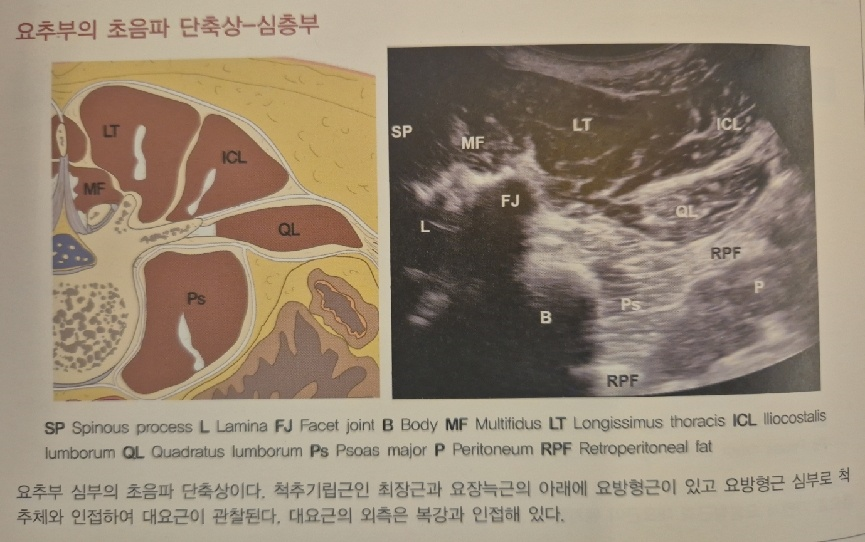 요추부의 초음파 단축상-심층부
LT
ICL
MF
QL
Ps
SP
MF
LT
ICL
FJ
QL
L
RPF
P
Ps
B
RPF
SP Spinous process L Lamina FJ Facet joint B Body MF Multifidus LT Longissimus thoracis ICL Iliocostalis
lumborum QL Quadratus lumborum Ps Psoas major P Peritoneum RPF Retroperitoneal fat
요추부 심부의 초음파 단축상이다. 척추기립근인 최장근과 요장늑근의 아래에 요방형근이 있고 요방형근 심부로 척
추체와 인접하여 대요근이 관찰된다. 대요근의 외측은 복강과 인접해 있다.